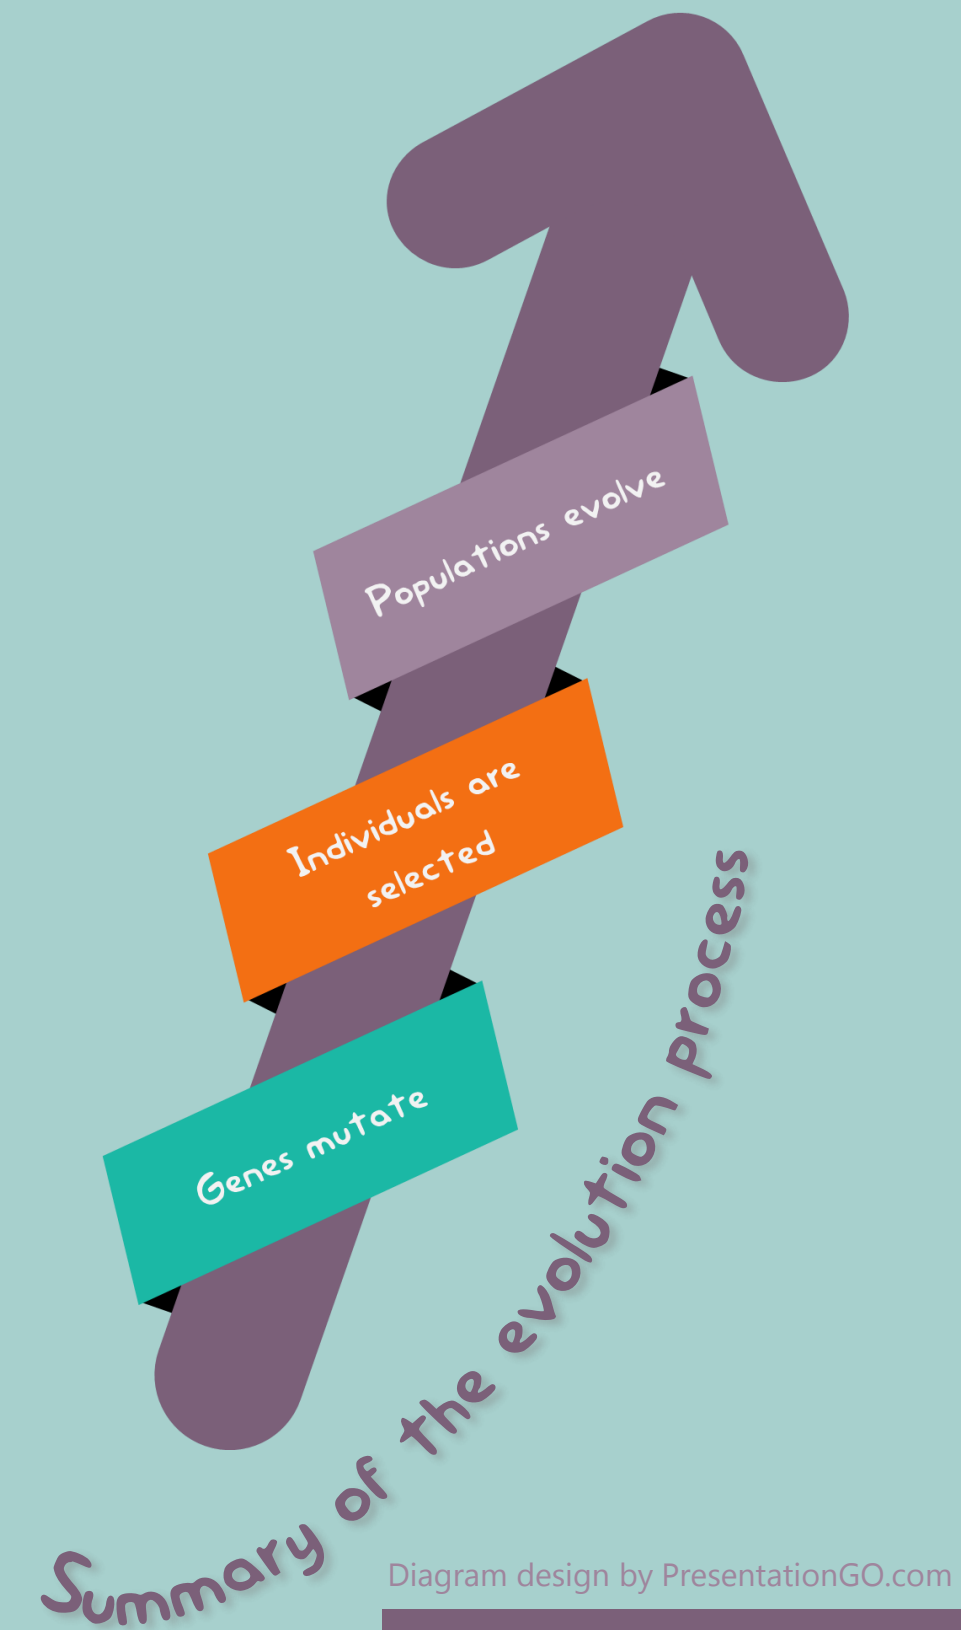 Populations evolve
Individuals are
selected
Genes mutate
Summary of the evolution process
Diagram design by PresentationGO.com